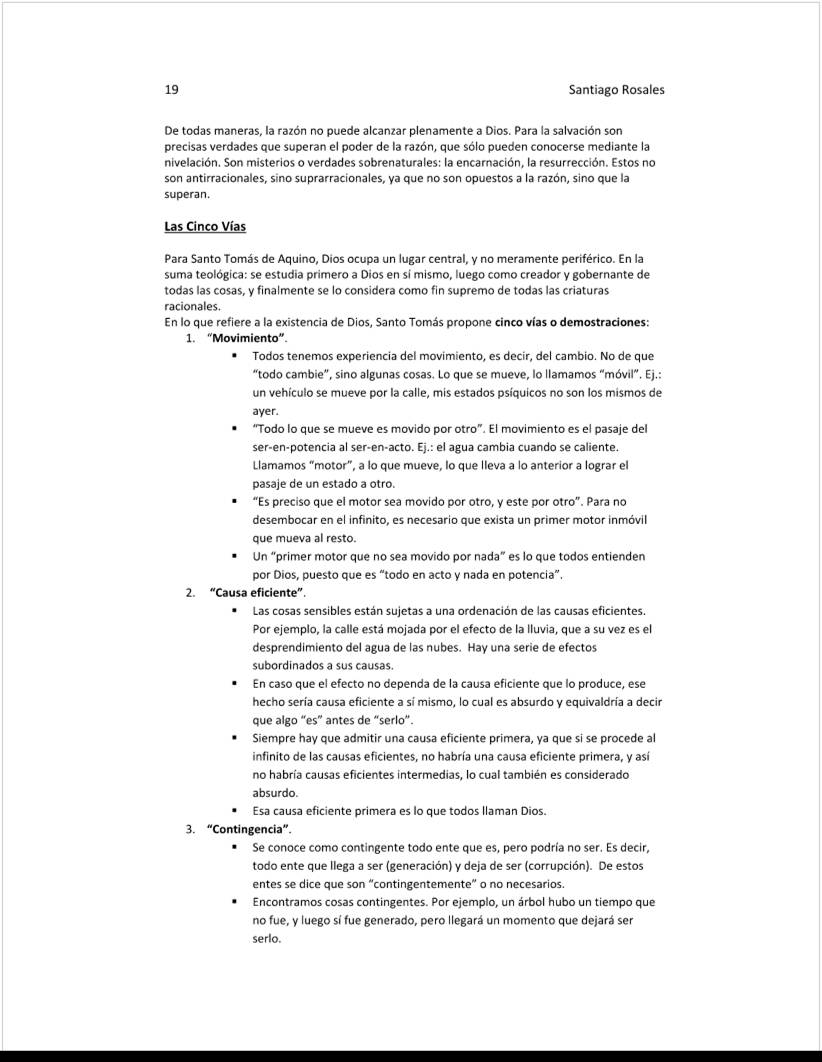 19 Santiago Rosales
De todas maneras, la razón no puede alcanzar plenamente a Dios. Para la salvación son
precisas verdades que superan el poder de la razón, que sólo pueden conocerse mediante la
nivelación. Son misterios o verdades sobrenaturales: la encarnación, la resurrección. Estos no
son antirracionales, sino suprarracionales, ya que no son opuestos a la razón, sino que la
superan.
Las Cinco Vías
Para Santo Tomás de Aquino, Dios ocupa un lugar central, y no meramente periférico. En la
suma teológica: se estudia primero a Dios en sí mismo, luego como creador y gobernante de
todas las cosas, y finalmente se lo considera como fin supremo de todas las criaturas
racionales.
En lo que refiere a la existencia de Dios, Santo Tomás propone cinco vías o demostraciones:
1. “Movimiento”.
▪ Todos tenemos experiencia del movimiento, es decir, del cambio. No de que
“todo cambie”, sino algunas cosas. Lo que se mueve, lo llamamos “móvil”. Ej.:
un vehículo se mueve por la calle, mis estados psíquicos no son los mismos de
ayer.
▪ “Todo lo que se mueve es movido por otro”. El movimiento es el pasaje del
ser-en-potencia al ser-en-acto. Ej.: el agua cambia cuando se caliente.
Llamamos “motor”, a lo que mueve, lo que lleva a lo anterior a lograr el
pasaje de un estado a otro.
▪ “Es preciso que el motor sea movido por otro, y este por otro”. Para no
desembocar en el infinito, es necesario que exista un primer motor inmóvil
que mueva al resto.
▪ Un “primer motor que no sea movido por nada” es lo que todos entienden
por Dios, puesto que es “todo en acto y nada en potencia”.
2. “Causa eficiente”.
▪ Las cosas sensibles están sujetas a una ordenación de las causas eficientes.
Por ejemplo, la calle está mojada por el efecto de la lluvia, que a su vez es el
desprendimiento del agua de las nubes. Hay una serie de efectos
subordinados a sus causas.
▪ En caso que el efecto no dependa de la causa eficiente que lo produce, ese
hecho sería causa eficiente a sí mismo, lo cual es absurdo y equivaldría a decir
que algo “es” antes de “serlo”.
▪ Siempre hay que admitir una causa eficiente primera, ya que si se procede al
infinito de las causas eficientes, no habría una causa eficiente primera, y así
no habría causas eficientes intermedias, lo cual también es considerado
absurdo.
▪ Esa causa eficiente primera es lo que todos llaman Dios.
3. “Contingencia”.
▪ Se conoce como contingente todo ente que es, pero podría no ser. Es decir,
todo ente que llega a ser (generación) y deja de ser (corrupción). De estos
entes se dice que son “contingentemente” o no necesarios.
▪ Encontramos cosas contingentes. Por ejemplo, un árbol hubo un tiempo que
no fue, y luego sí fue generado, pero llegará un momento que dejará ser
serlo.